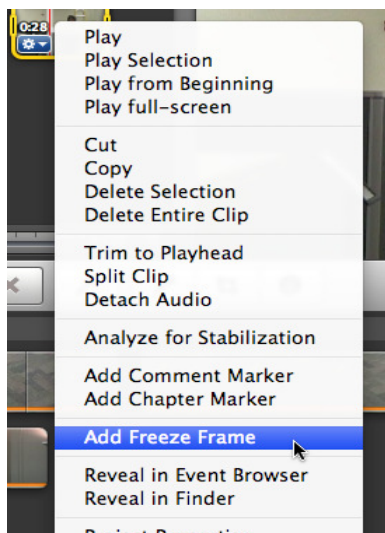 0:28
Play
Play Selection
Play from Beginning
Play full-screen
Cut
Copy
Delete Selection
Delete Entire Clip
Trim to Playhead
Split Clip
Detach Audio
Analyze for Stabilization
Add Comment Marker
Add Chapter Marker
Add Freeze Frame
Reveal in Event Browser
Reveal in Finder